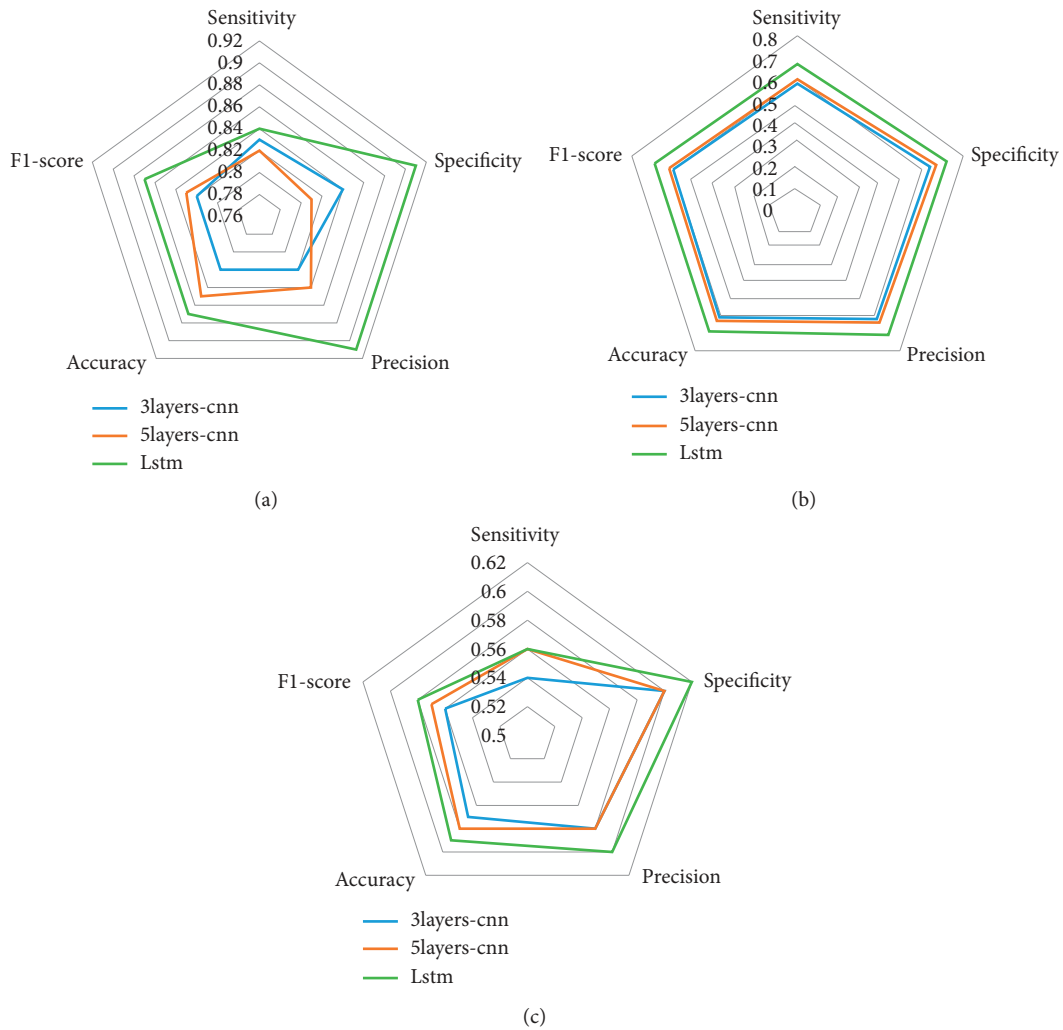 Sensitivity
0.92
0.9
0.88
0.86
0.84
0.82
0.8
0.78
0.76
F1-score
Specificity
Accuracy
Precision
3layers-cnn
5layers-cnn
Lstm
(a)
Sensitivity
0.8
0.7
0.6
0.5
0.4
0.3
0.2
0.1
0
F1-score
Specificity
Accuracy
Precision
3layers-cnn
5layers-cnn
Lstm
(b)
Sensitivity
0.62
0.6
0.58
0.56
0.54
0.52
0.5
F1-score
Specificity
Accuracy
Precision
3layers-cnn
5layers-cnn
Lstm
(c)